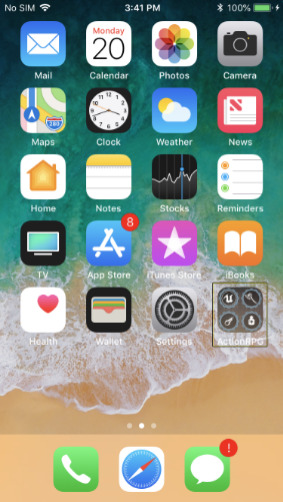 No SIM 3:41 PM 100%
Monday
20
Mail Calendar Photos Camera
280
Maps Clock Weather News
Home Notes Stocks Reminders
8
TV App Store iTunes Store iBooks
Health Wallet Settings ActionRPG
!